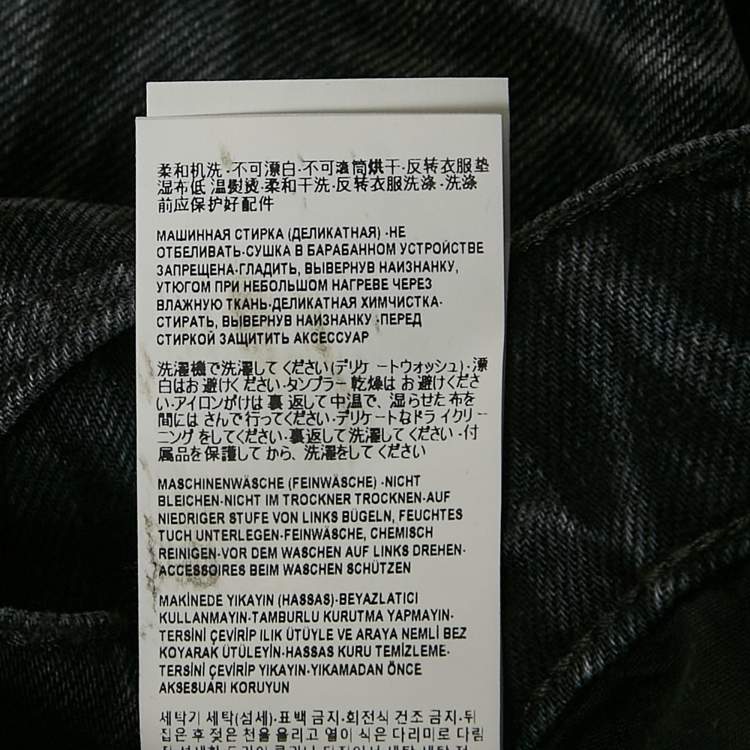 柔和机洗·不可漂白·不可滚筒烘干·反转衣服垫
湿布低 温熨烫·柔和干洗·反转衣服洗涤·洗涤
前应保护好配件
МАШИННАЯ СТИРКА (ДЕЛИКАТНАЯ) ·НЕ
ОТБЕЛИВАТЬ·СУШКА В БАРАБАННОМ УСТРОЙСТВЕ
ЗАПРЕЩЕНА·ГЛАДИТЬ, ВЫВЕРНУВ НАИЗНАНКУ,
УТЮГОМ ПРИ НЕБОЛЬШОМ НАГРЕВЕ ЧЕРЕЗ
ВЛАЖНУЮ ТКАНЬ·ДЕЛИКАТНАЯ ХИМЧИСТКА·
СТИРАТЬ, ВЫВЕРНУВ НАИЗНАНКУ ·ПЕРЕД
СТИРКОЙ ЗАЩИТИТЬ АКСЕССУАР
洗濯機で洗濯してください(デリケートウォッシュ)·漂
白はお避けください·タンブラー 乾燥は お避けくださ
い·アイロンがけは 裏 返して 中温で、湿らせた 布を
間には さんで行ってください·デリケートなドライクリー
ニング をしてください·裏返して洗濯してください ·付
属品を保護して から、洗濯をしてください
MASCHINENWÄSCHE (FEINWÄSCHE) ·NICHT
BLEICHEN·NICHT IM TROCKNER TROCKNEN·AUF
NIEDRIGER STUFE VON LINKS BÜGELN, FEUCHTES
TUCH UNTERLEGEN·FEINWÄSCHE, CHEMISCH
REINIGEN·VOR DEM WASCHEN AUF LINKS DREHEN·
ACCESSOIRES BEIM WASCHEN SCHÜTZEN
MAKİNEDE YIKAYIN (HASSAS)·BEYAZLATICI
KULLANMAYIN·TAMBURLU KURUTMA YAPMAYIN·
TERSİNİ ÇEVİRİP ILIK ÜTÜYLE VE ARAYA NEMLİ BEZ
KOYARAK ÜTÜLEYİN·HASSAS KURU TEMİZLEME·
TERSİNİ ÇEVİRİP YIKAYIN·YIKAMADAN ÖNCE
AKSESUARI KORUYUN
세탁기 세탁(섬세)·표백 금지·회전식 건조 금지·뒤
집은 후 젖은 천을 올리고 열이 식은 다리미로 다림